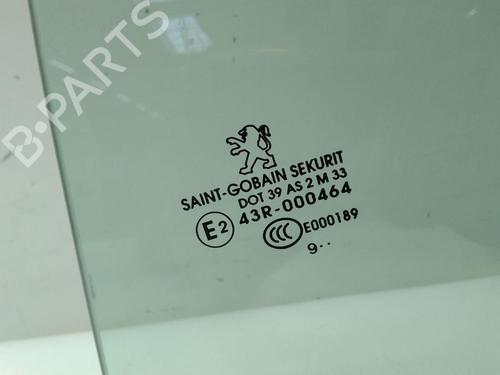 B-PARTS
SAINT-GOBAIN SEKURIT
DOT 39 AS 2 M 33
E2 43R-000464
CCC E000189
9··